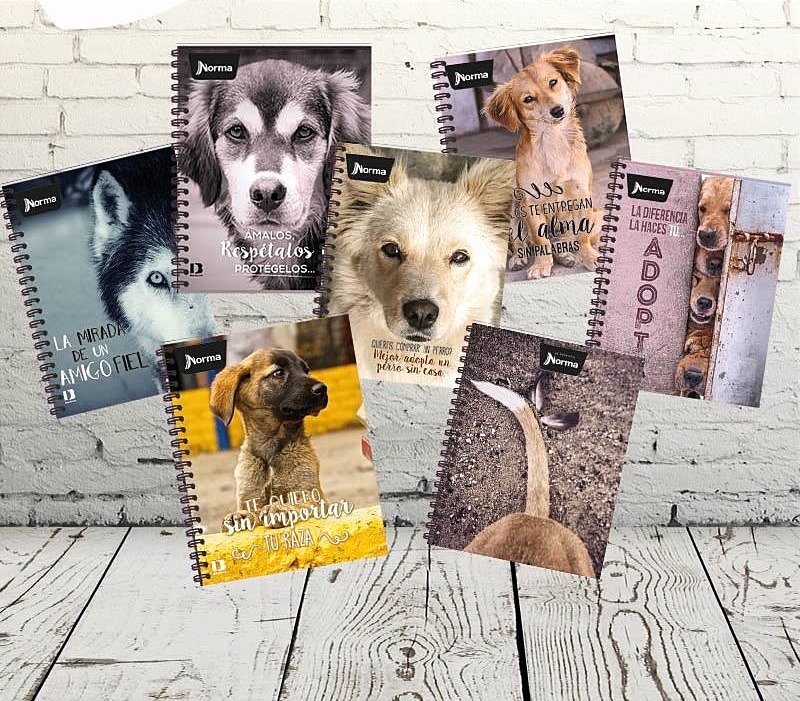 Norma
ÁMALOS,
Respétalos
PROTÉGELOS...
Norma
TE ENTREGAN
el alma
SIN PALABRAS
Norma
LA MIRADA
DE UN
AMIGO FIEL
Norma
QUIERES COMPRAR UN PERRO?
Mejor adopta un
perro sin casa.
Norma
LA DIFERENCIA
LA HACES TÚ...
ADOPT
Norma
TE QUIERO
sin importar
TU RAZA
Norma